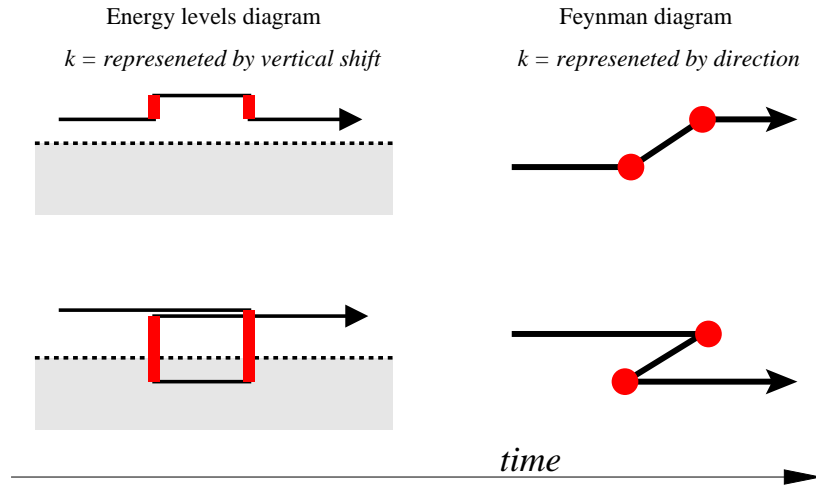 Energy levels diagram
Feynman diagram
k = represeneted by vertical shift
k = represeneted by direction
time